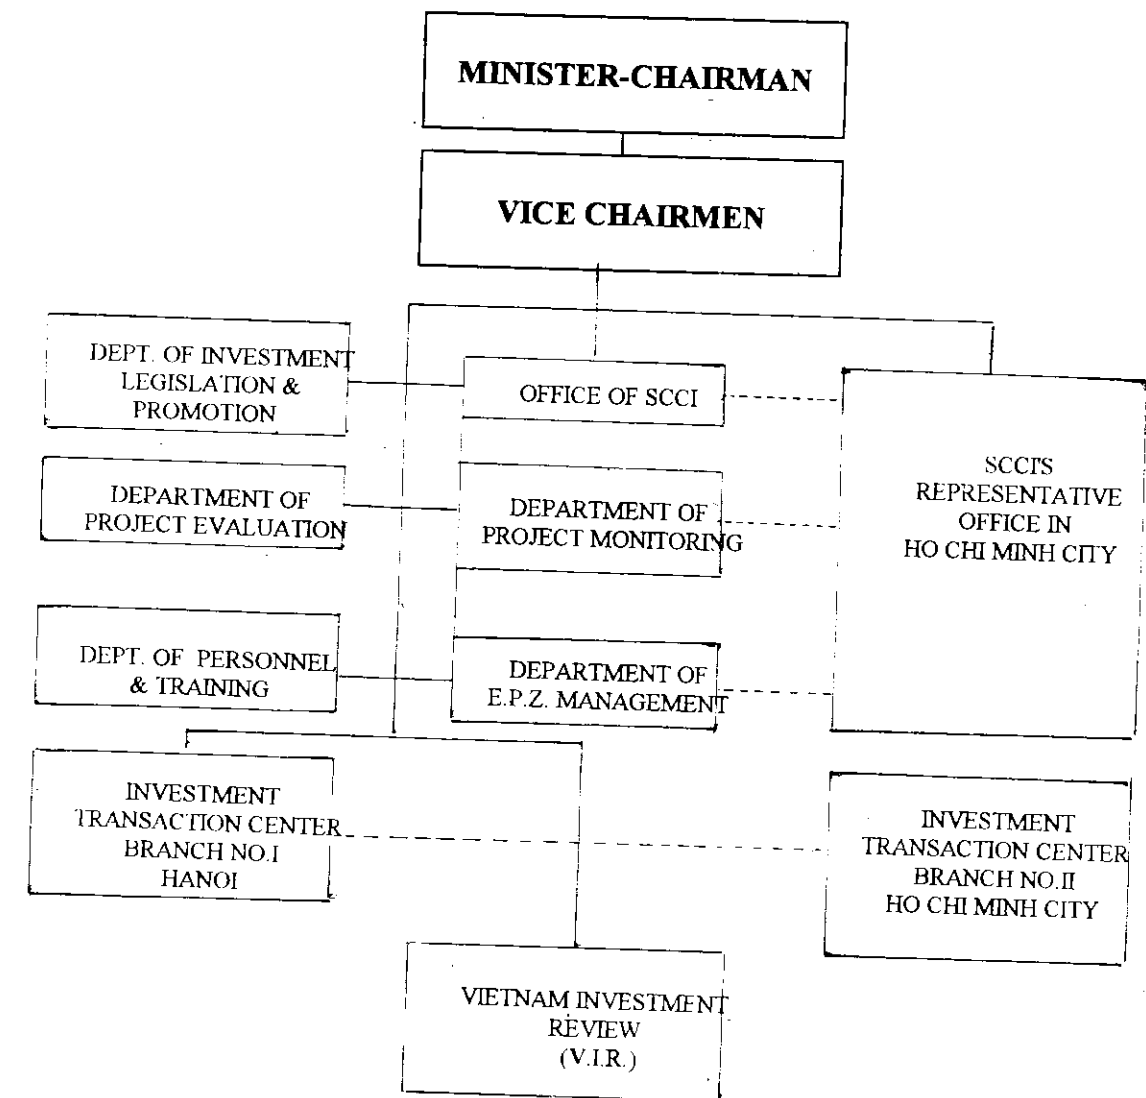 MINISTER-CHAIRMAN
VICE CHAIRMEN
DEPT. OF INVESTMENT
LEGISLATION &
PROMOTION
OFFICE OF SCCI
SCCI'S
REPRESENTATIVE
OFFICE IN
HO CHI MINH CITY
DEPARTMENT OF
PROJECT EVALUATION
DEPARTMENT OF
PROJECT MONITORING
DEPT. OF PERSONNEL
& TRAINING
DEPARTMENT OF
E.P.Z. MANAGEMENT
INVESTMENT
TRANSACTION CENTER
BRANCH NO.I
HANOI
INVESTMENT
TRANSACTION CENTER
BRANCH NO.II
HO CHI MINH CITY
VIETNAM INVESTMENT
REVIEW
(V.I.R.)